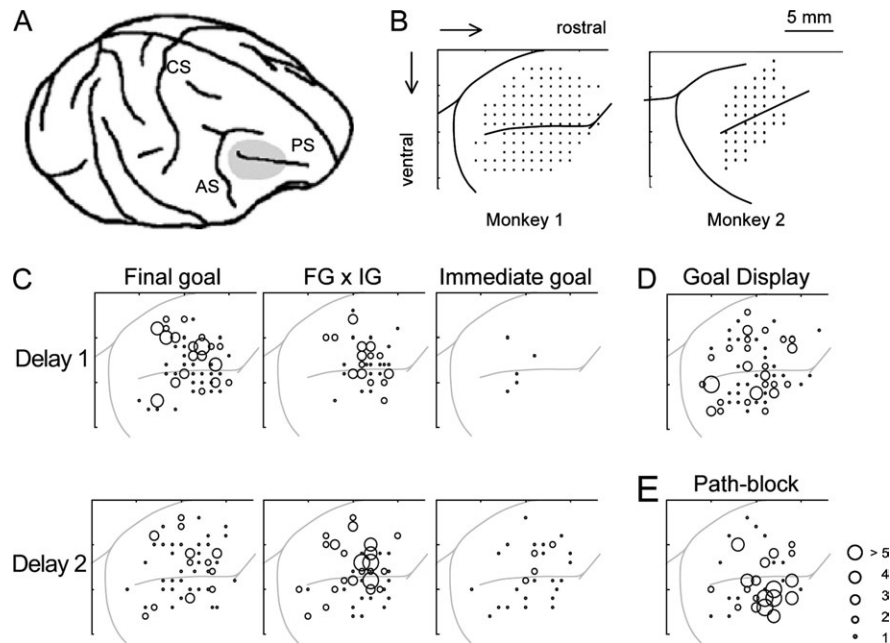 A
CS
PS
AS
B
rostral
5 mm
ventral
Monkey 1
Monkey 2
C
Final goal
FG x IG
Immediate goal
Delay 1
D
Goal Display
Delay 2
E
Path-block
> 5
4
3
2
1